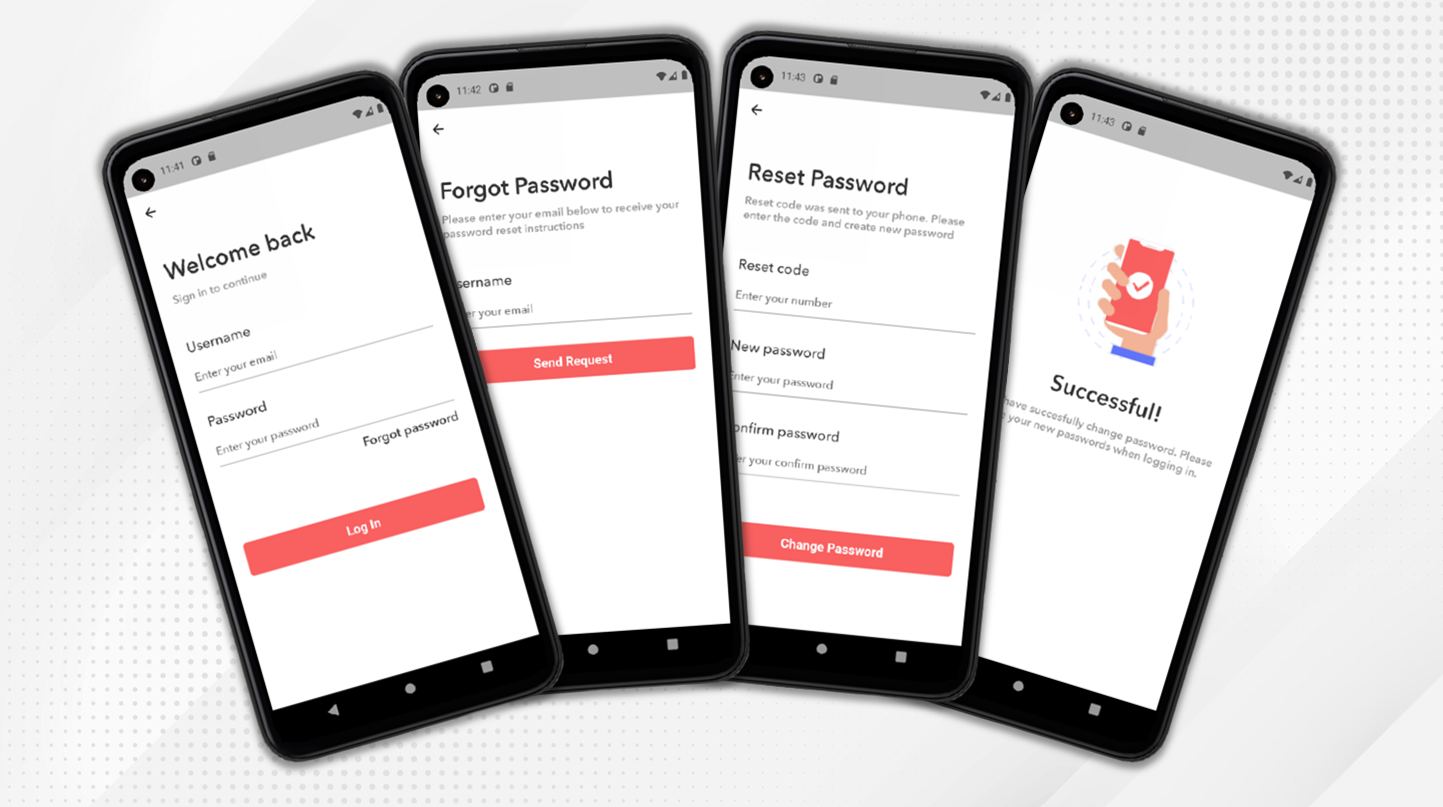 11:41
Welcome back
Sign in to continue
Username
Enter your email
Password
Enter your password
Forgot password
Log In
11:42
Forgot Password
Please enter your email below to receive your
password reset instructions
sername
er your email
Send Request
11:43
Reset Password
Reset code was sent to your phone. Please
enter the code and create new password
Reset code
Enter your number
New password
Enter your password
onfirm password
er your confirm password
Change Password
11:43
Successful!
have succesfully change password. Please
your new passwords when logging in.